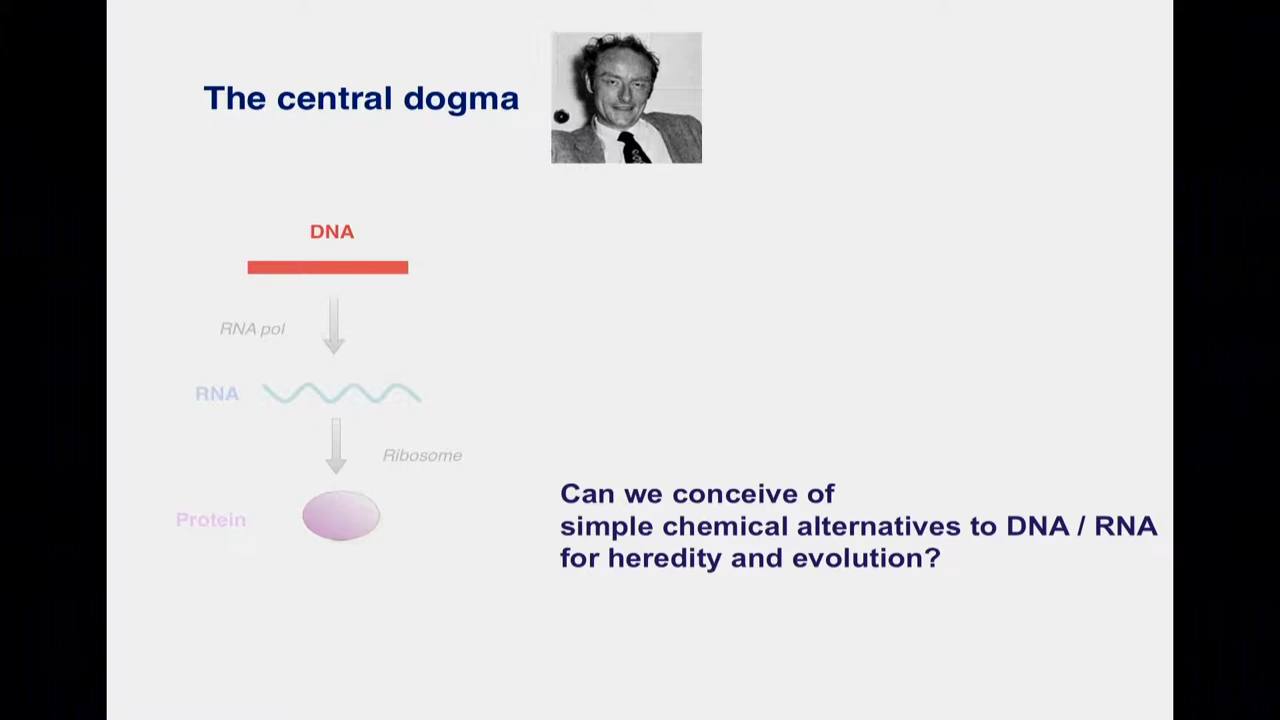 The central dogma
DNA
RNA pol
RNA
Ribosome
Protein
Can we conceive of
simple chemical alternatives to DNA / RNA
for heredity and evolution?